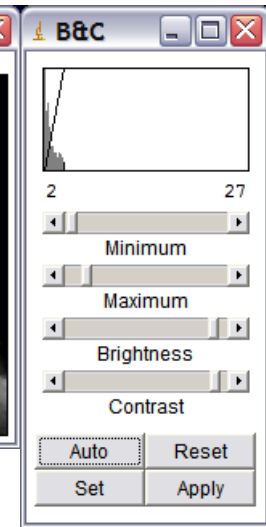 B&C
2 27
Minimum
Maximum
Brightness
Contrast
Auto Reset
Set Apply